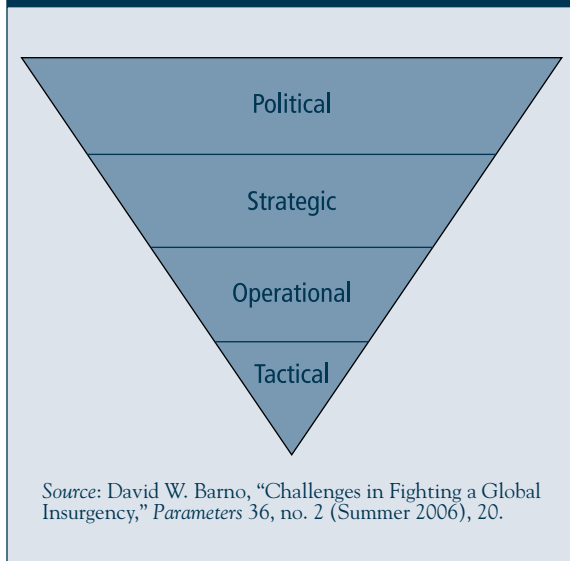 Political
Strategic
Operational
Tactical
Source: David W. Barno, “Challenges in Fighting a Global
Insurgency,” Parameters 36, no. 2 (Summer 2006), 20.